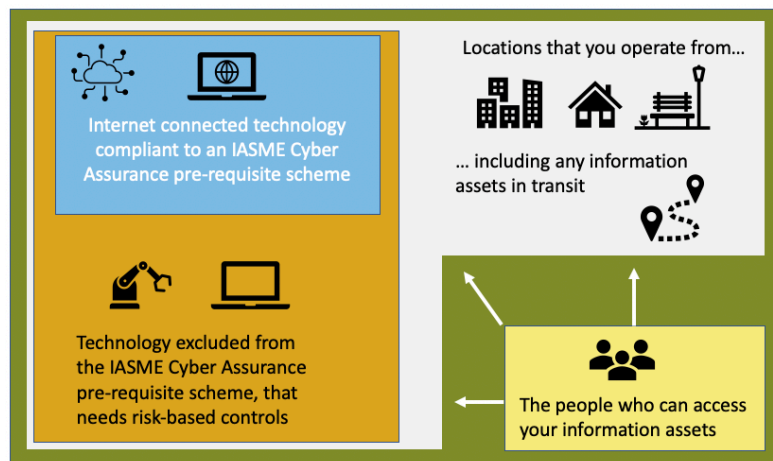 Internet connected technology
compliant to an IASME Cyber
Assurance pre-requisite scheme
Locations that you operate from...
... including any information
assets in transit
Technology excluded from
the IASME Cyber Assurance
pre-requisite scheme, that
needs risk-based controls
The people who can access
your information assets